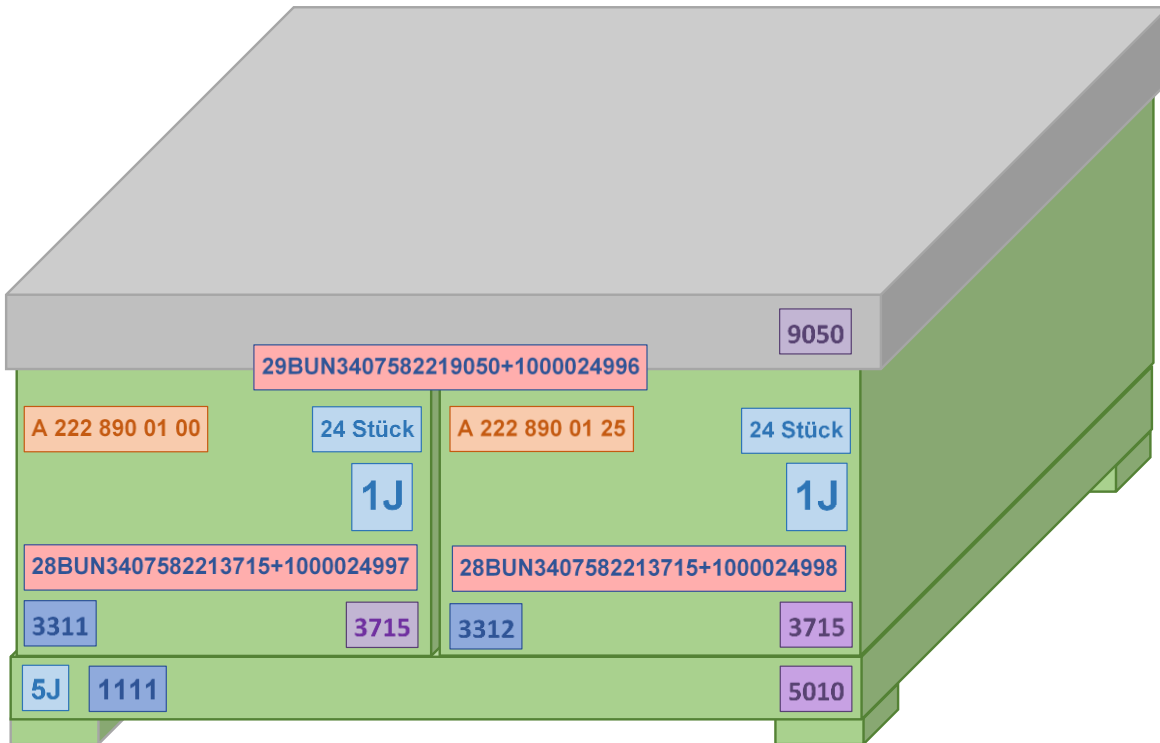 9050
29BUN3407582219050+1000024996
A 222 890 01 00
24 Stück
A 222 890 01 25
24 Stück
1J
1J
28BUN3407582213715+1000024997
28BUN3407582213715+1000024998
3311
3715
3312
3715
5J
1111
5010